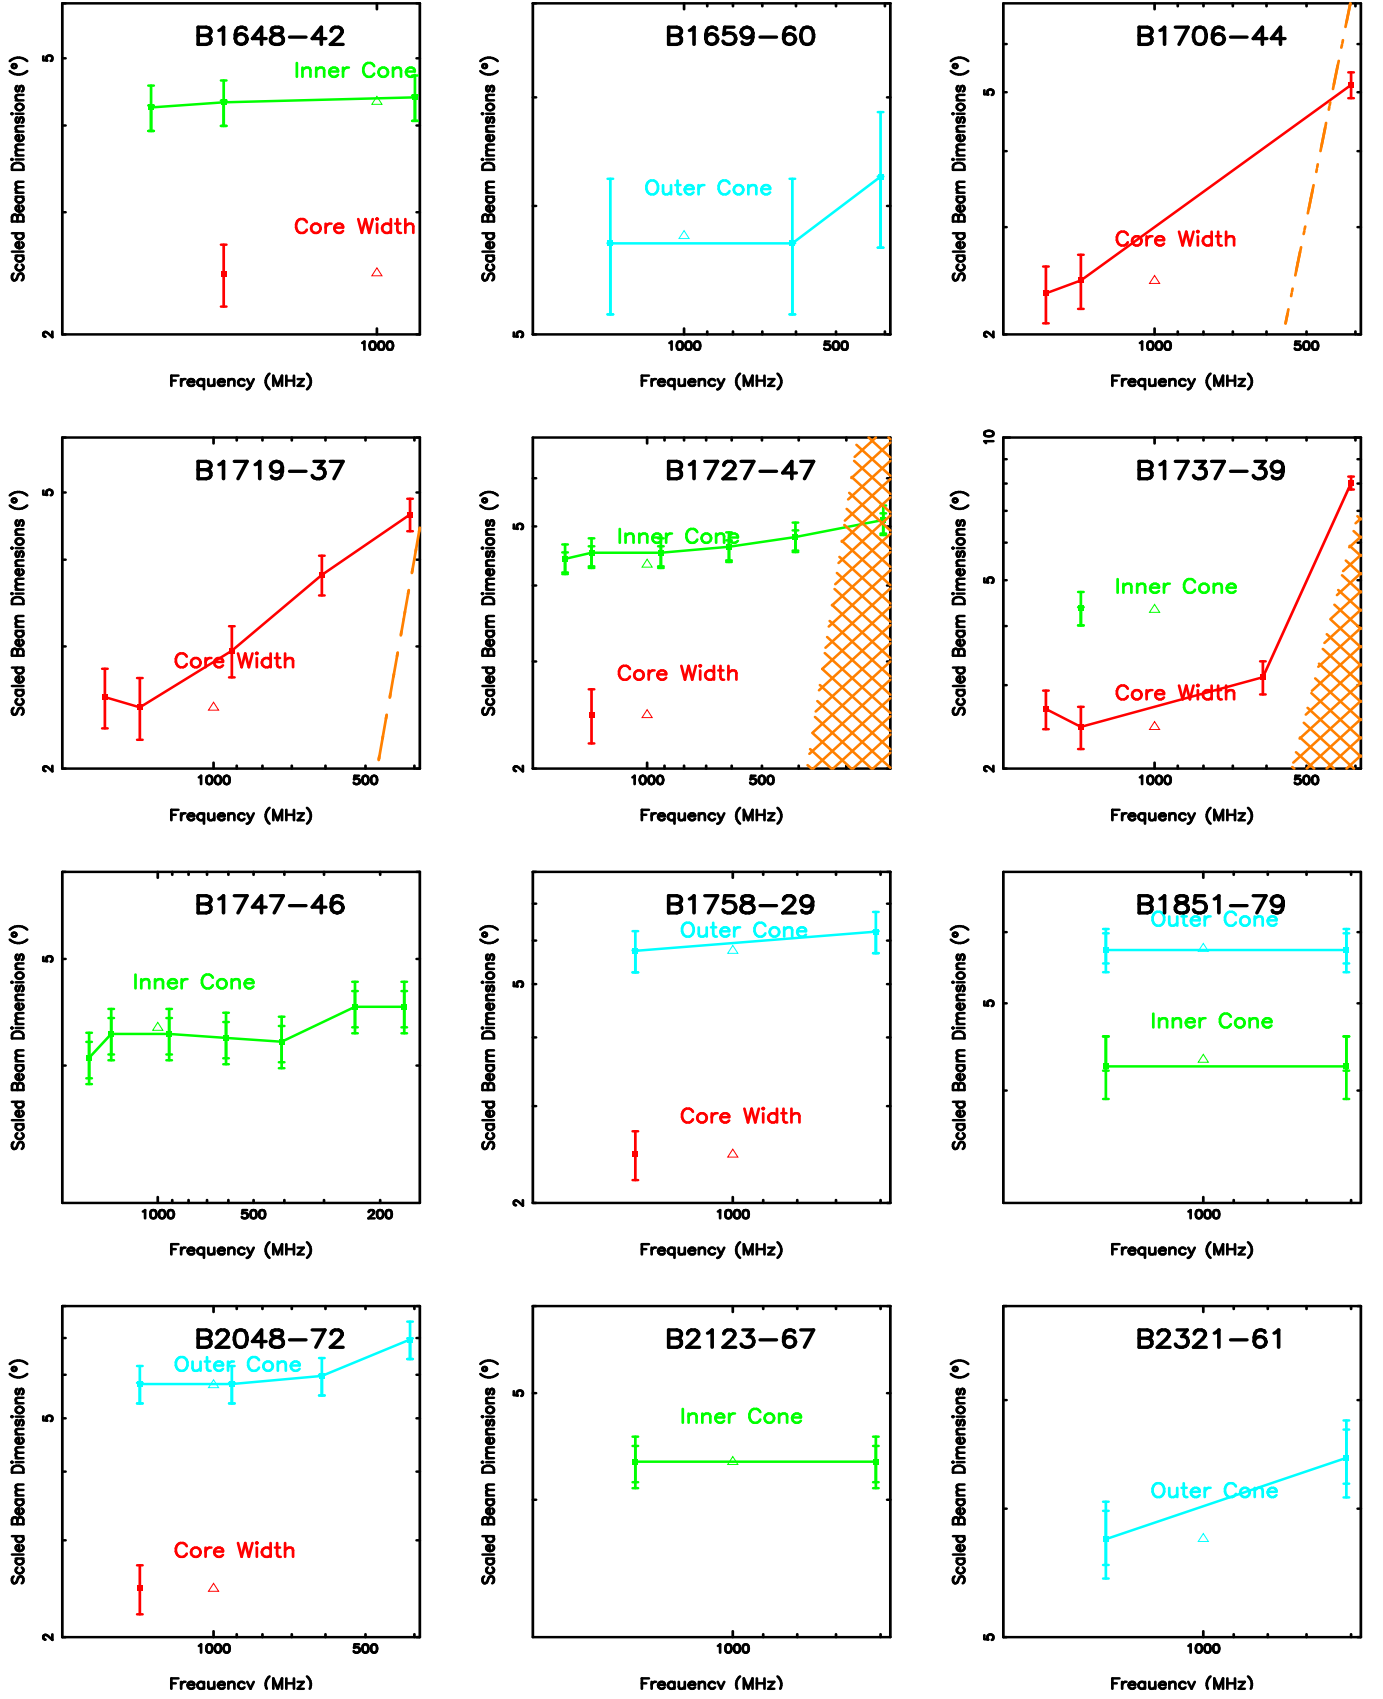 B1648-42
Scaled Beam Dimensions (°)
5
2
Inner Cone
Core Width
1000
Frequency (MHz)
B1659-60
Scaled Beam Dimensions (°)
5
Outer Cone
1000 500
Frequency (MHz)
B1706-44
Scaled Beam Dimensions (°)
5
2
Core Width
1000 500
Frequency (MHz)
B1719-37
Scaled Beam Dimensions (°)
5
2
Core Width
1000 500
Frequency (MHz)
B1727-47
Scaled Beam Dimensions (°)
5
2
Inner Cone
Core Width
1000 500
Frequency (MHz)
B1737-39
Scaled Beam Dimensions (°)
10
5
2
Inner Cone
Core Width
1000 500
Frequency (MHz)
B1747-46
Scaled Beam Dimensions (°)
5
Inner Cone
1000 500 200
Frequency (MHz)
B1758-29
Scaled Beam Dimensions (°)
5
2
Outer Cone
Core Width
1000
Frequency (MHz)
B1851-79
Scaled Beam Dimensions (°)
5
Outer Cone
Inner Cone
1000
Frequency (MHz)
B2048-72
Scaled Beam Dimensions (°)
5
2
Outer Cone
Core Width
1000 500
Frequency (MHz)
B2123-67
Scaled Beam Dimensions (°)
5
Inner Cone
1000
Frequency (MHz)
B2321-61
Scaled Beam Dimensions (°)
5
Outer Cone
1000
Frequency (MHz)